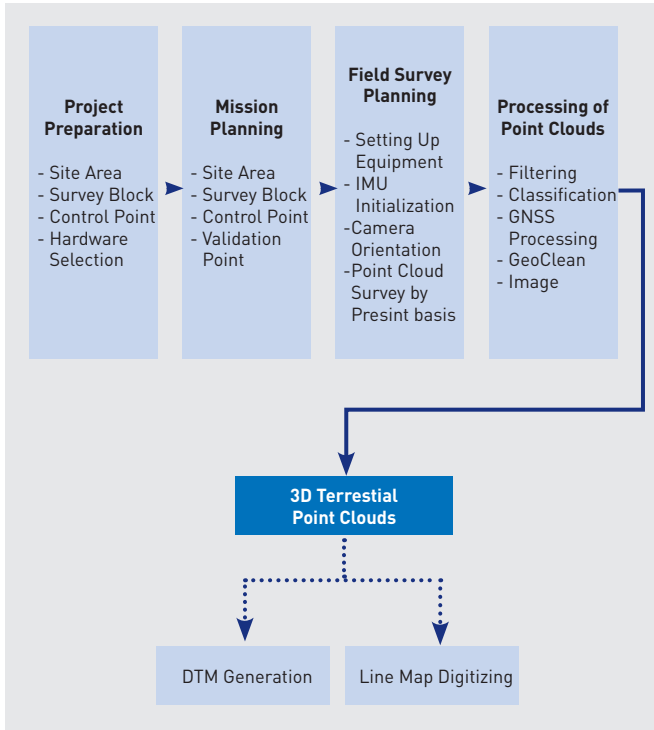 Project
Preparation
- Site Area
- Survey Block
- Control Point
- Hardware
Selection
Mission
Planning
- Site Area
- Survey Block
- Control Point
- Validation
Point
Field Survey
Planning
- Setting Up
Equipment
- IMU
Initialization
-Camera
Orientation
-Point Cloud
Survey by
Presint basis
Processing of
Point Clouds
- Filtering
- Classification
- GNSS
Processing
- GeoClean
- Image
3D Terrestial
Point Clouds
DTM Generation
Line Map Digitizing